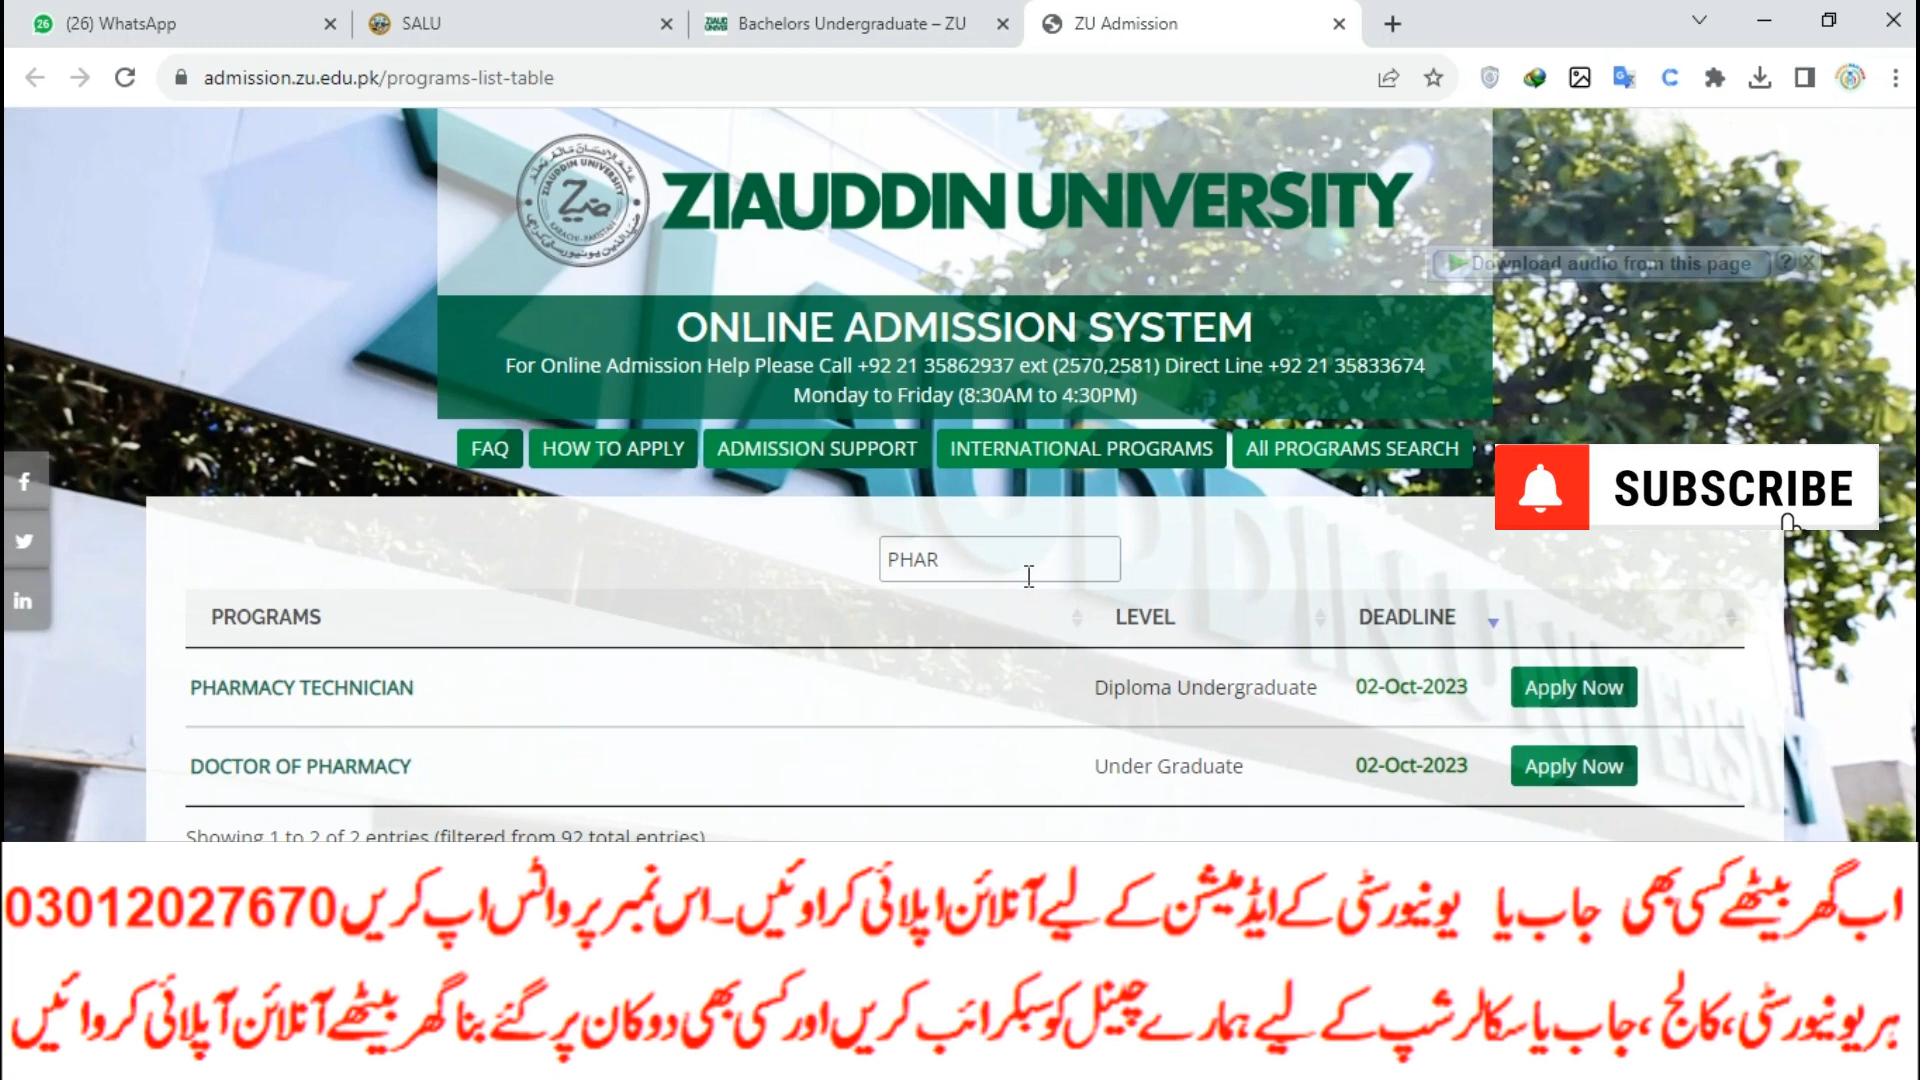 (26) WhatsApp
SALU
Bachelors Undergraduate – ZU
ZU Admission
admission.zu.edu.pk/programs-list-table
ZIAUDDIN UNIVERSITY
ZIAUDDIN UNIVERSITY
KARACHI-PAKISTAN
Download audio from this page
ONLINE ADMISSION SYSTEM
For Online Admission Help Please Call +92 21 35862937 ext (2570,2581) Direct Line +92 21 35833674
Monday to Friday (8:30AM to 4:30PM)
FAQ HOW TO APPLY ADMISSION SUPPORT INTERNATIONAL PROGRAMS All PROGRAMS SEARCH
SUBSCRIBE
PHAR
PROGRAMS LEVEL DEADLINE
PHARMACY TECHNICIAN Diploma Undergraduate 02-Oct-2023 Apply Now
DOCTOR OF PHARMACY Under Graduate 02-Oct-2023 Apply Now
Showing 1 to 2 of 2 entries (filtered from 92 total entries)
اب گھر بیٹھے کسی بھی جاب یا یونیورسٹی کے ایڈمیشن کے لیے آنلائن اپلائی کراوئیں۔اس نمبر پر واٹس اپ کریں 03012027670
ہر یونیورسٹی، کالج ،جاب یا سکالرشپ کے لیے ہمارے چینل کو سبکرائب کریں اور کسی بھی دوکان پر گئے بنا گھر بیٹھے آنلائن آپلائی کروائیں